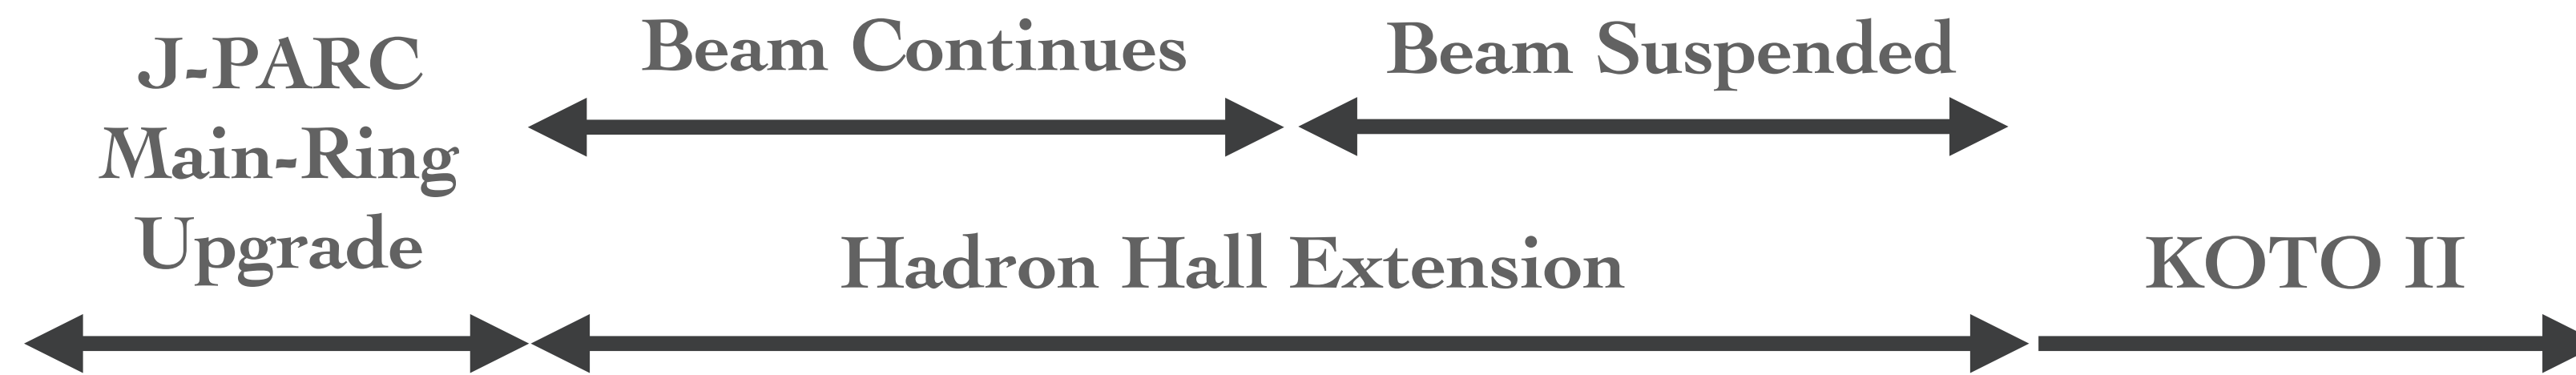 J-PARC
Main-Ring
Upgrade
Beam Continues
Beam Suspended
Hadron Hall Extension
KOTO II